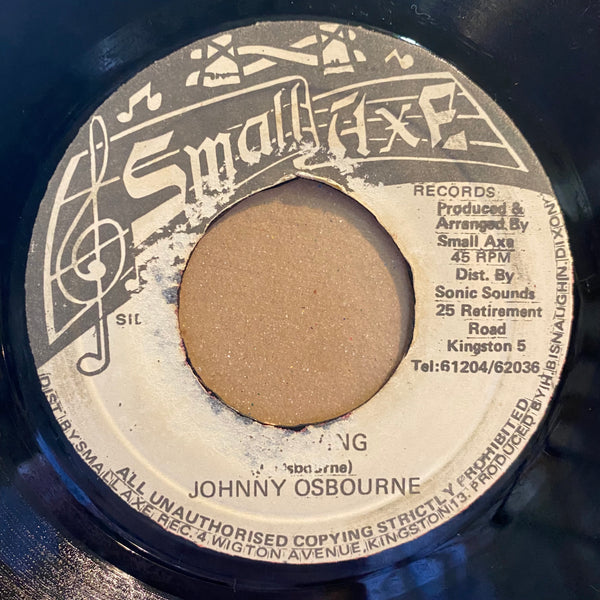 Small Axe
RECORDS
Produced &
Arranged By
Small Axe
45 RPM
Dist. By
Sonic Sounds
25 Retirement
Road
Kingston 5
Tel:61204/62036
JOHNNY OSBOURNE
ALL UNAUTHORISED COPYING STRICTLY PROHIBITED
DIST.BY SMALL AXE REC. 4, WIGTON AVENUE, KINGSTON 13. PRODUCED BY H. BISNAUGH N. DIXON